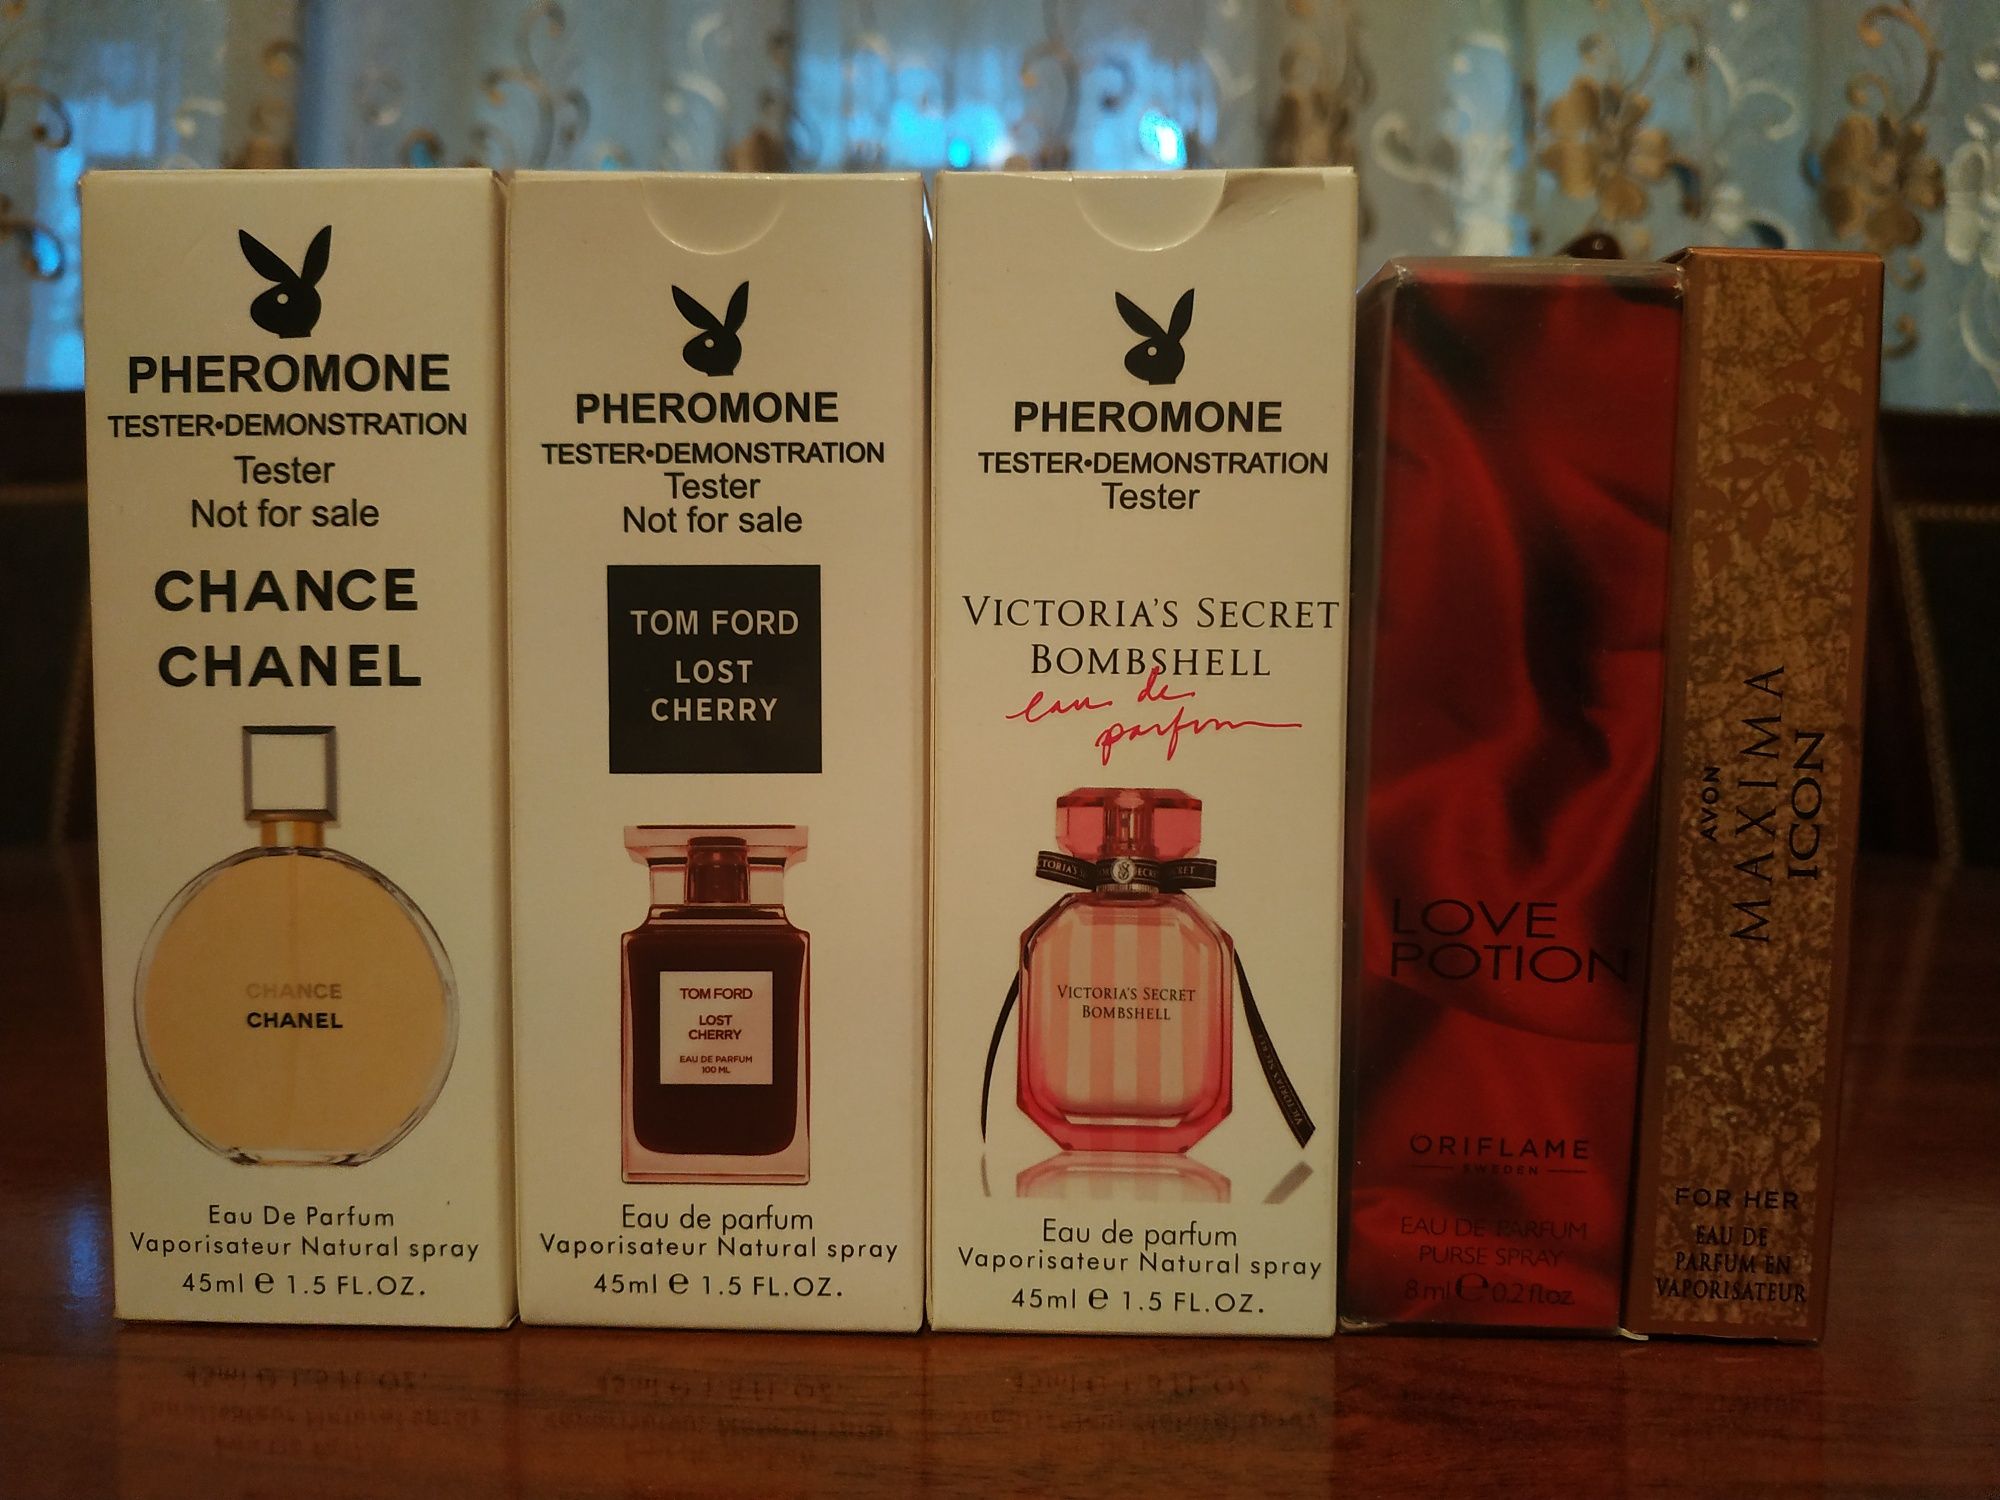 PHEROMONE
TESTER•DEMONSTRATION
Tester
Not for sale
CHANCE
CHANEL
CHANCE
CHANEL
Eau De Parfum
Vaporisateur Natural spray
45ml e 1.5 FL.OZ.
PHEROMONE
TESTER•DEMONSTRATION
Tester
Not for sale
TOM FORD
LOST
CHERRY
TOM FORD
LOST
CHERRY
EAU DE PARFUM
100 ML
Eau de parfum
Vaporisateur Natural spray
45ml e 1.5 FL.OZ.
PHEROMONE
TESTER•DEMONSTRATION
Tester
VICTORIA'S SECRET
BOMBSHELL
eau de
parfum
VICTORIA'S SECRET
BOMBSHELL
VICTORIA'S SECRET
Eau de parfum
Vaporisateur Natural spray
45ml e 1.5 FL.OZ.
LOVE
POTION
ORIFLAME
SWEDEN
EAU DE PARFUM
PURSE SPRAY
8 ml e 0.2 fl.oz.
AVON
MAXIMA
ICON
FOR HER
EAU DE
PARFUM EN
VAPORISATEUR